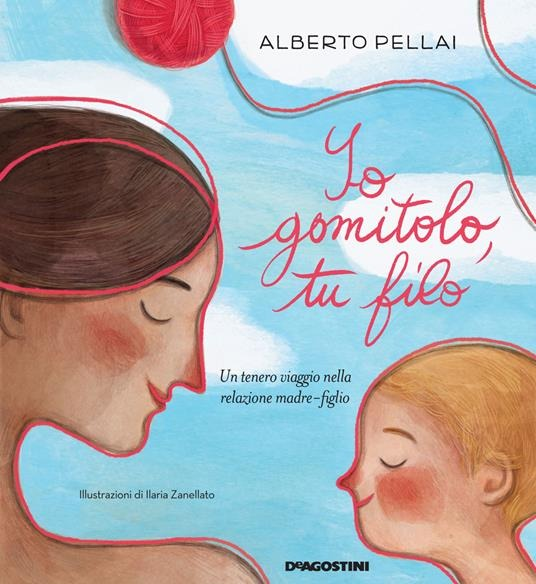 ALBERTO PELLAI
Io
gomitolo,
tu filo
Un tenero viaggio nella
relazione madre-figlio
Illustrazioni di Ilaria Zanellato
DeAGOSTINI